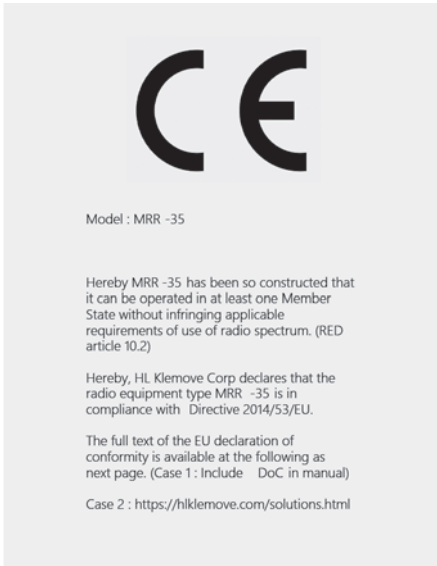 CE
Model : MRR -35
Hereby MRR -35 has been so constructed that
it can be operated in at least one Member
State without infringing applicable
requirements of use of radio spectrum. (RED
article 10.2)
Hereby, HL Klemove Corp declares that the
radio equipment type MRR -35 is in
compliance with Directive 2014/53/EU.
The full text of the EU declaration of
conformity is available at the following as
next page. (Case 1 : Include DoC in manual)
Case 2 : https://hlklemove.com/solutions.html